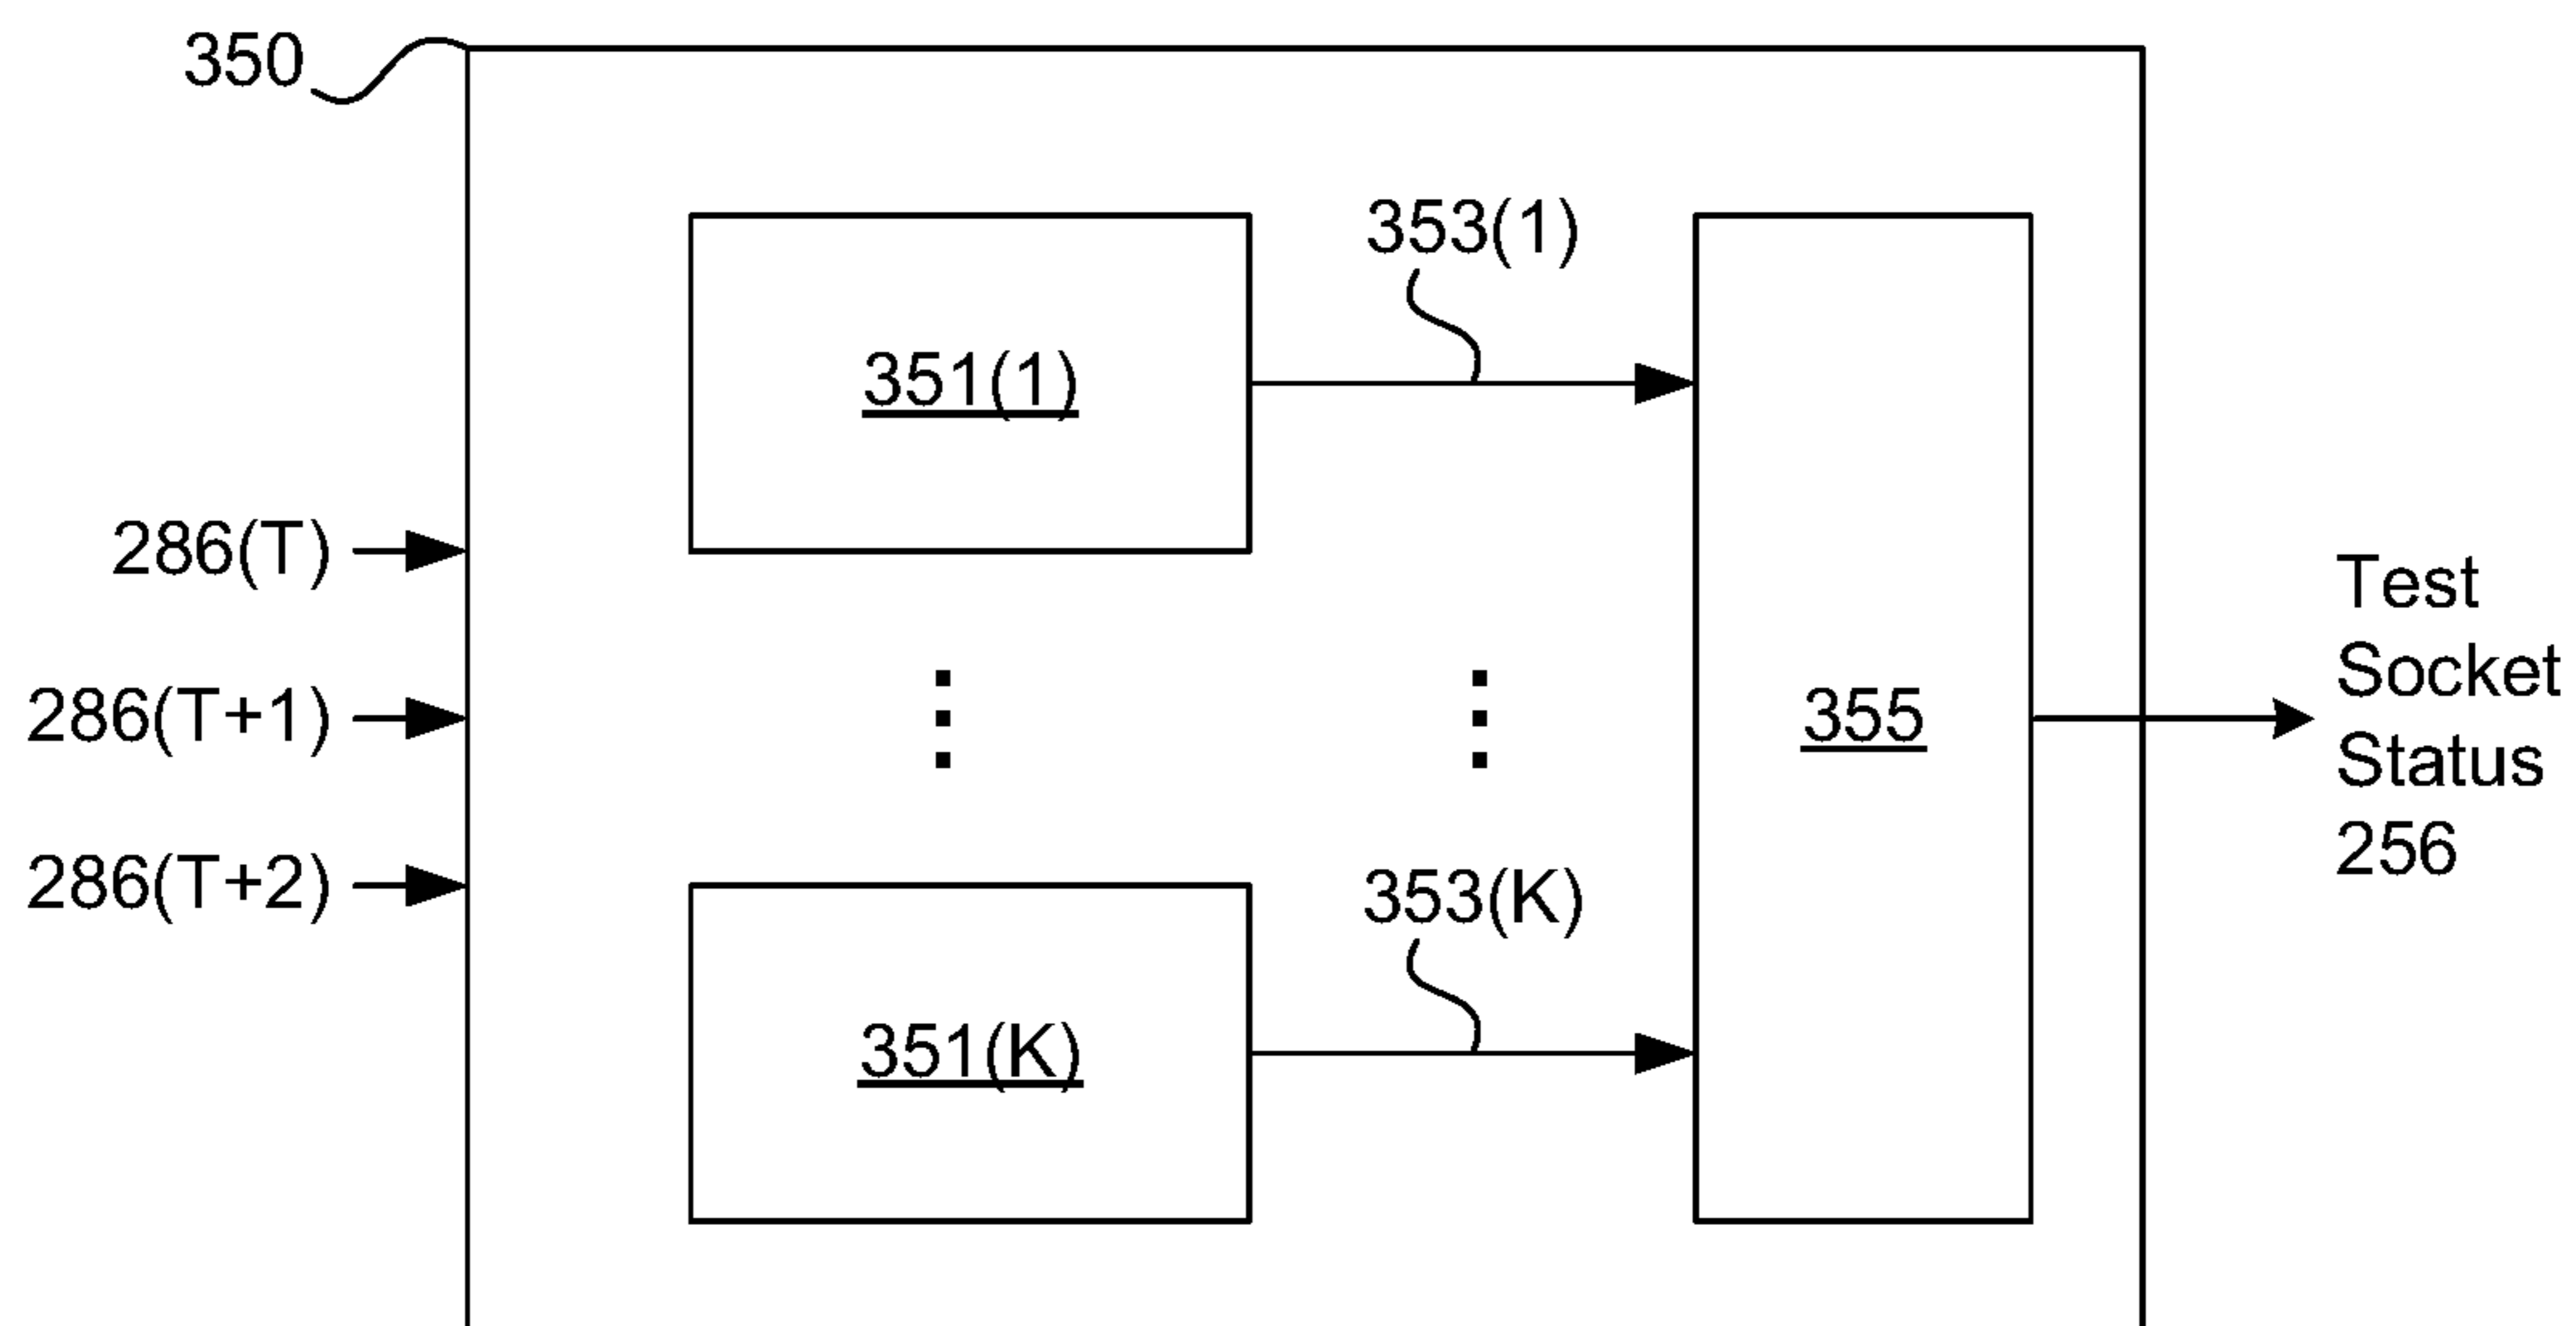 350
353(1)
351(1)
286(T)
286(T+1)
286(T+2)
355
Test
Socket
Status
256
353(K)
351(K)